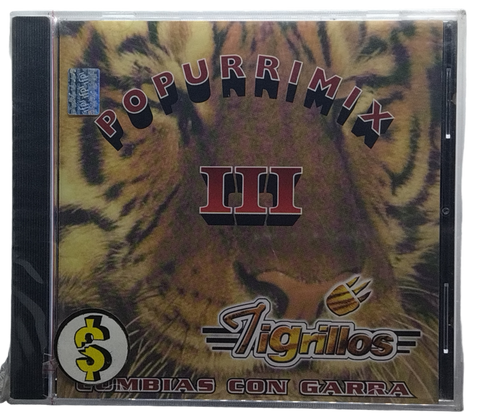 POPURRIMIX
III
Tigrillos
$
CUMBIAS CON GARRA